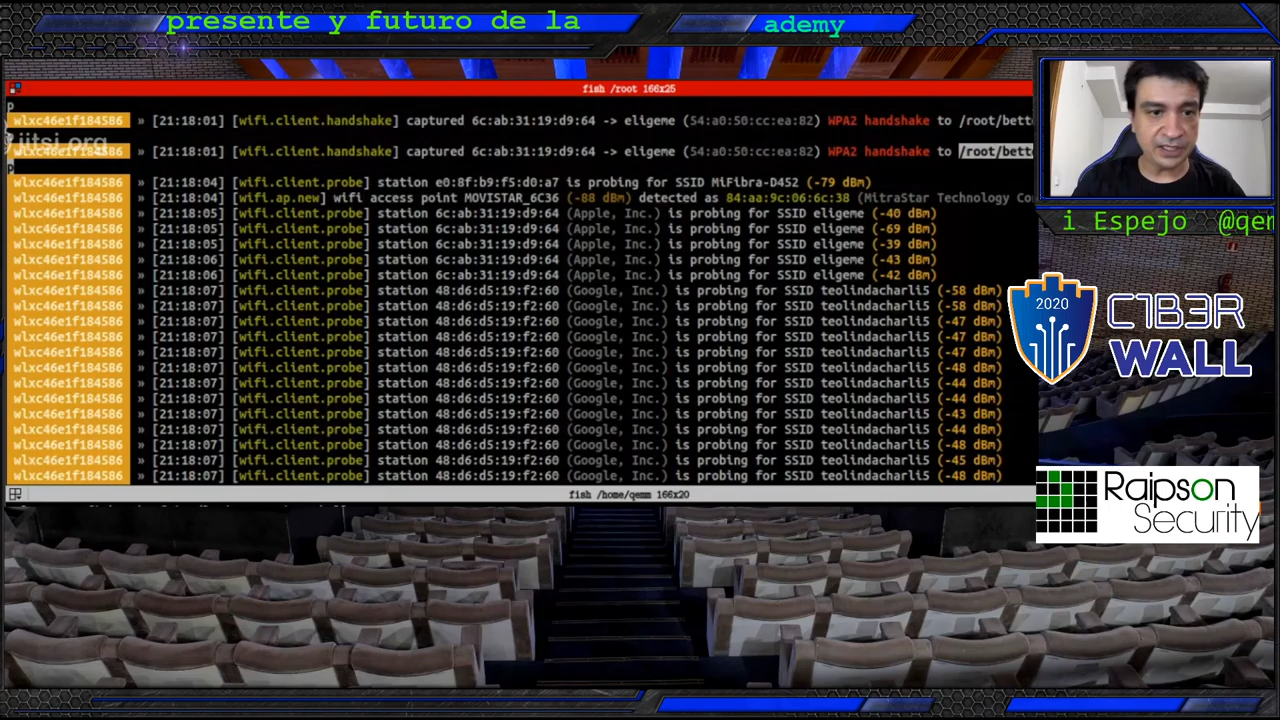 presente y futuro de la
ademy
fish /root 166x25
p
wlxc46e1f184586 » [21:18:01] [wifi.client.handshake] captured 6c:ab:31:19:d9:64 -> eligeme (54:a0:50:cc:ea:82) WPA2 handshake to /root/bett
jitsi.org
wlxc46e1f184586 » [21:18:01] [wifi.client.handshake] captured 6c:ab:31:19:d9:64 -> eligeme (54:a0:50:cc:ea:82) WPA2 handshake to /root/bett
p
wlxc46e1f184586 » [21:18:04] [wifi.client.probe] station e0:8f:b9:f5:d0:a7 is probing for SSID MiFibra-D452 (-79 dBm)
wlxc46e1f184586 » [21:18:04] [wifi.ap.new] wifi access point MOVISTAR_6C36 (-88 dBm) detected as 84:aa:9c:06:6c:38 (MitraStar Technology Co
wlxc46e1f184586 » [21:18:05] [wifi.client.probe] station 6c:ab:31:19:d9:64 (Apple, Inc.) is probing for SSID eligeme (-40 dBm)
wlxc46e1f184586 » [21:18:05] [wifi.client.probe] station 6c:ab:31:19:d9:64 (Apple, Inc.) is probing for SSID eligeme (-69 dBm)
wlxc46e1f184586 » [21:18:05] [wifi.client.probe] station 6c:ab:31:19:d9:64 (Apple, Inc.) is probing for SSID eligeme (-39 dBm)
wlxc46e1f184586 » [21:18:06] [wifi.client.probe] station 6c:ab:31:19:d9:64 (Apple, Inc.) is probing for SSID eligeme (-43 dBm)
wlxc46e1f184586 » [21:18:06] [wifi.client.probe] station 6c:ab:31:19:d9:64 (Apple, Inc.) is probing for SSID eligeme (-42 dBm)
wlxc46e1f184586 » [21:18:07] [wifi.client.probe] station 48:d6:d5:19:f2:60 (Google, Inc.) is probing for SSID teolindacharli5 (-58 dBm)
wlxc46e1f184586 » [21:18:07] [wifi.client.probe] station 48:d6:d5:19:f2:60 (Google, Inc.) is probing for SSID teolindacharli5 (-58 dBm)
wlxc46e1f184586 » [21:18:07] [wifi.client.probe] station 48:d6:d5:19:f2:60 (Google, Inc.) is probing for SSID teolindacharli5 (-47 dBm)
wlxc46e1f184586 » [21:18:07] [wifi.client.probe] station 48:d6:d5:19:f2:60 (Google, Inc.) is probing for SSID teolindacharli5 (-47 dBm)
wlxc46e1f184586 » [21:18:07] [wifi.client.probe] station 48:d6:d5:19:f2:60 (Google, Inc.) is probing for SSID teolindacharli5 (-47 dBm)
wlxc46e1f184586 » [21:18:07] [wifi.client.probe] station 48:d6:d5:19:f2:60 (Google, Inc.) is probing for SSID teolindacharli5 (-48 dBm)
wlxc46e1f184586 » [21:18:07] [wifi.client.probe] station 48:d6:d5:19:f2:60 (Google, Inc.) is probing for SSID teolindacharli5 (-44 dBm)
wlxc46e1f184586 » [21:18:07] [wifi.client.probe] station 48:d6:d5:19:f2:60 (Google, Inc.) is probing for SSID teolindacharli5 (-44 dBm)
wlxc46e1f184586 » [21:18:07] [wifi.client.probe] station 48:d6:d5:19:f2:60 (Google, Inc.) is probing for SSID teolindacharli5 (-43 dBm)
wlxc46e1f184586 » [21:18:07] [wifi.client.probe] station 48:d6:d5:19:f2:60 (Google, Inc.) is probing for SSID teolindacharli5 (-44 dBm)
wlxc46e1f184586 » [21:18:07] [wifi.client.probe] station 48:d6:d5:19:f2:60 (Google, Inc.) is probing for SSID teolindacharli5 (-48 dBm)
wlxc46e1f184586 » [21:18:07] [wifi.client.probe] station 48:d6:d5:19:f2:60 (Google, Inc.) is probing for SSID teolindacharli5 (-45 dBm)
wlxc46e1f184586 » [21:18:07] [wifi.client.probe] station 48:d6:d5:19:f2:60 (Google, Inc.) is probing for SSID teolindacharli5 (-48 dBm)
fish /home/qemm 166x20
i Espejo @qem
2020
C1B3R
WALL
Raipson
Security